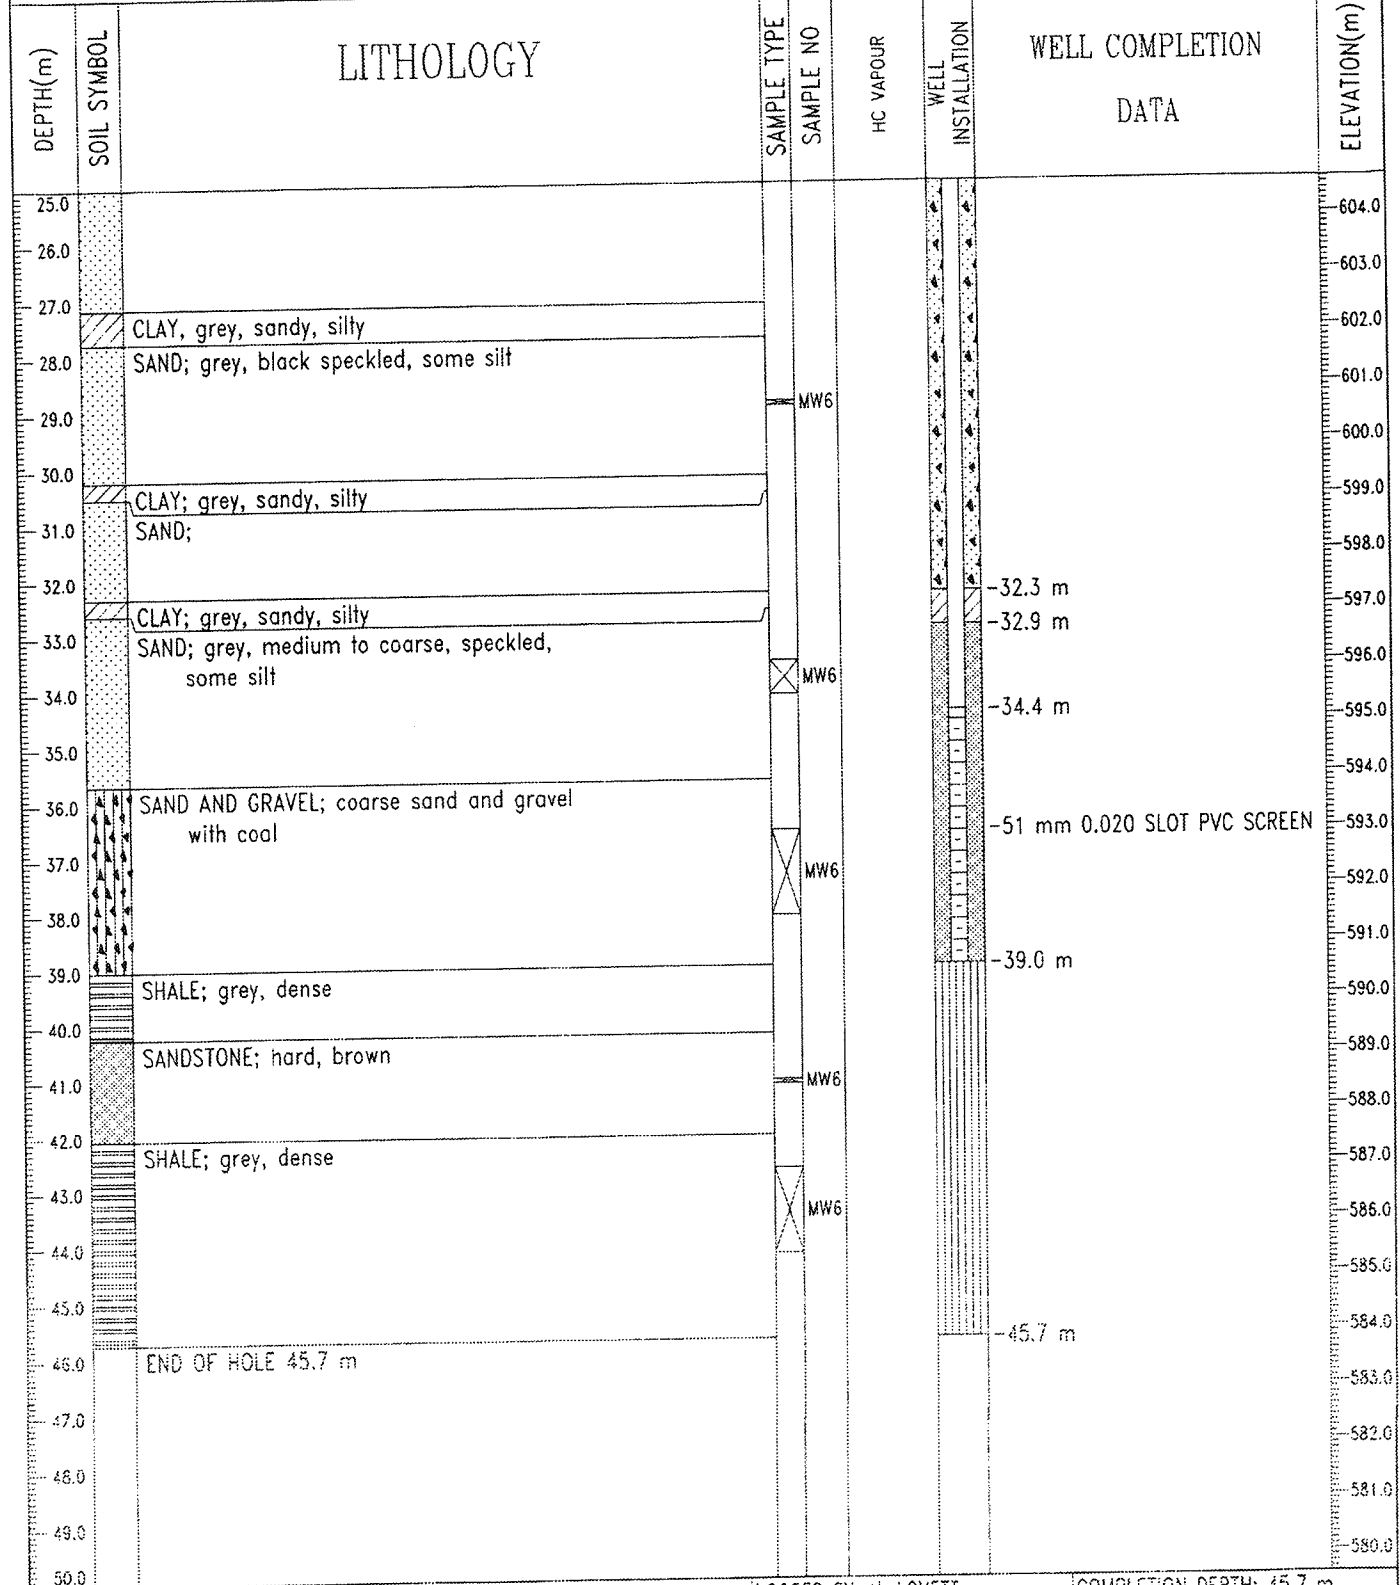 DEPTH(m)
SOIL SYMBOL
LITHOLOGY
SAMPLE TYPE
SAMPLE NO
HC VAPOUR
WELL
INSTALLATION
WELL COMPLETION
DATA
ELEVATION(m)
25.0
26.0
27.0
28.0
29.0
30.0
31.0
32.0
33.0
34.0
35.0
36.0
37.0
38.0
39.0
40.0
41.0
42.0
43.0
44.0
45.0
46.0
47.0
48.0
49.0
50.0
CLAY, grey, sandy, silty
SAND; grey, black speckled, some silt
CLAY; grey, sandy, silty
SAND;
CLAY; grey, sandy, silty
SAND; grey, medium to coarse, speckled,
some silt
SAND AND GRAVEL; coarse sand and gravel
with coal
SHALE; grey, dense
SANDSTONE; hard, brown
SHALE; grey, dense
END OF HOLE 45.7 m
MW6
MW6
MW6
MW6
MW6
-32.3 m
-32.9 m
-34.4 m
-51 mm 0.020 SLOT PVC SCREEN
-39.0 m
-45.7 m
604.0
603.0
602.0
601.0
600.0
599.0
598.0
597.0
596.0
595.0
594.0
593.0
592.0
591.0
590.0
589.0
588.0
587.0
586.0
585.0
584.0
583.0
582.0
581.0
580.0
COMPLETION DEPTH: 45.7 m